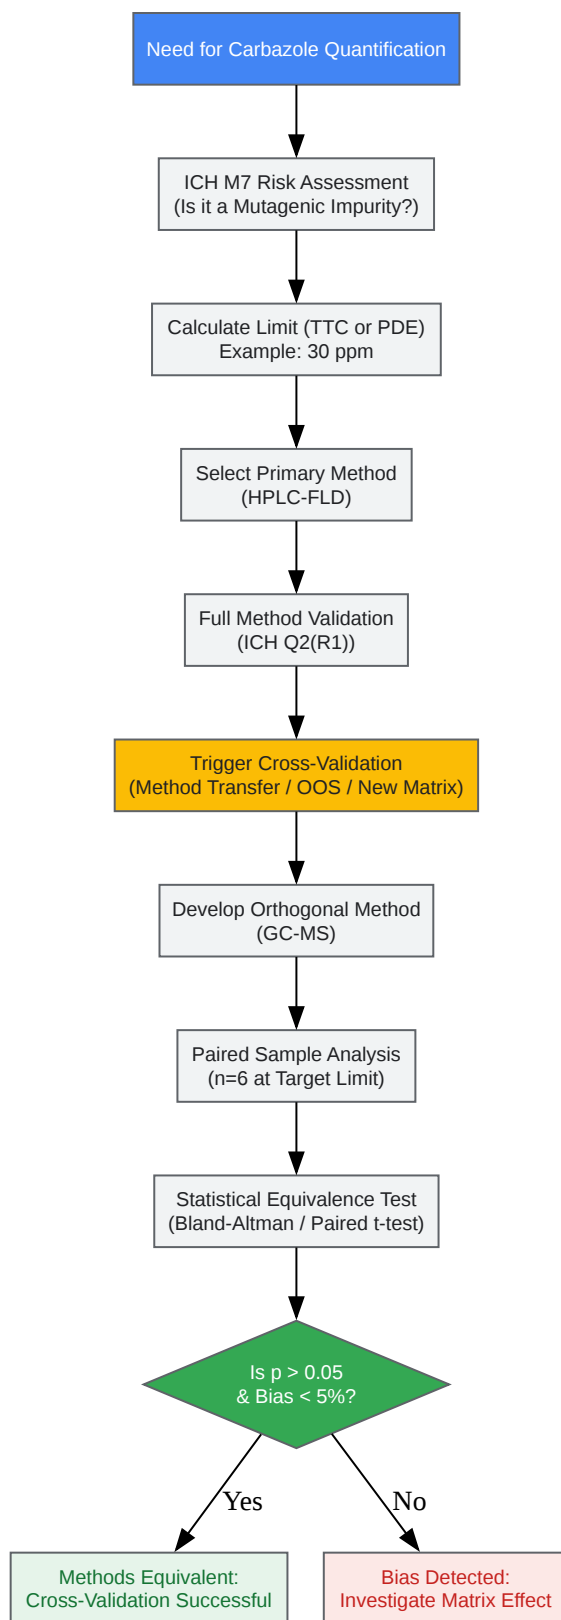 Need for Carbazole Quantification
ICH M7 Risk Assessment
(Is it a Mutagenic Impurity?)
Calculate Limit (TTC or PDE)
Example: 30 ppm
Select Primary Method
(HPLC-FLD)
Full Method Validation
(ICH Q2(R1))
Trigger Cross-Validation
(Method Transfer / OOS / New Matrix)
Develop Orthogonal Method
(GC-MS)
Paired Sample Analysis
(n=6 at Target Limit)
Statistical Equivalence Test
(Bland-Altman / Paired t-test)
Is p > 0.05
& Bias < 5%?
Yes
No
Methods Equivalent:
Cross-Validation Successful
Bias Detected:
Investigate Matrix Effect